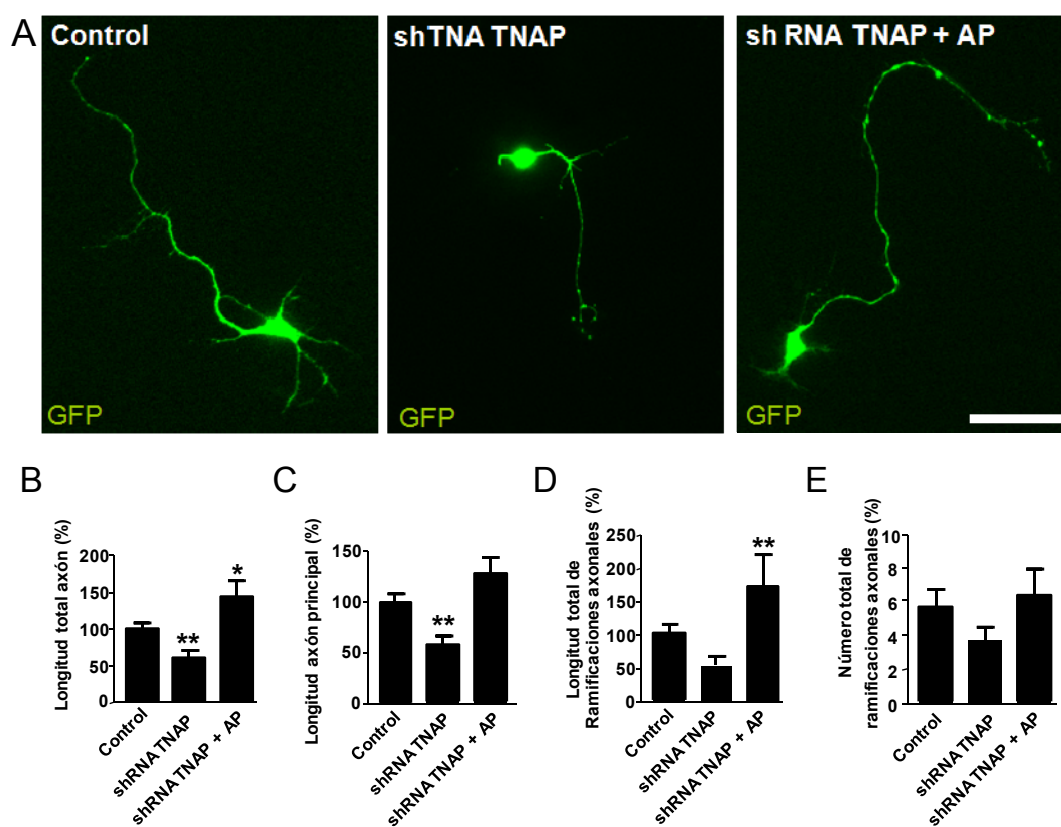 A
Control
shTNA TNAP
sh RNA TNAP + AP
GFP
GFP
GFP
B
Longitud total axón (%)
200
150
100
50
0
**
*
Control
shRNA TNAP
shRNA TNAP + AP
C
Longitud axón principal (%)
150
100
50
0
**
Control
shRNA TNAP
shRNA TNAP + AP
D
Longitud total de
Ramificaciones axonales (%)
250
200
150
100
50
0
**
Control
shRNA TNAP
shRNA TNAP + AP
E
Número total de
ramificaciones axonales (%)
10
8
6
4
2
0
Control
shRNA TNAP
shRNA TNAP + AP